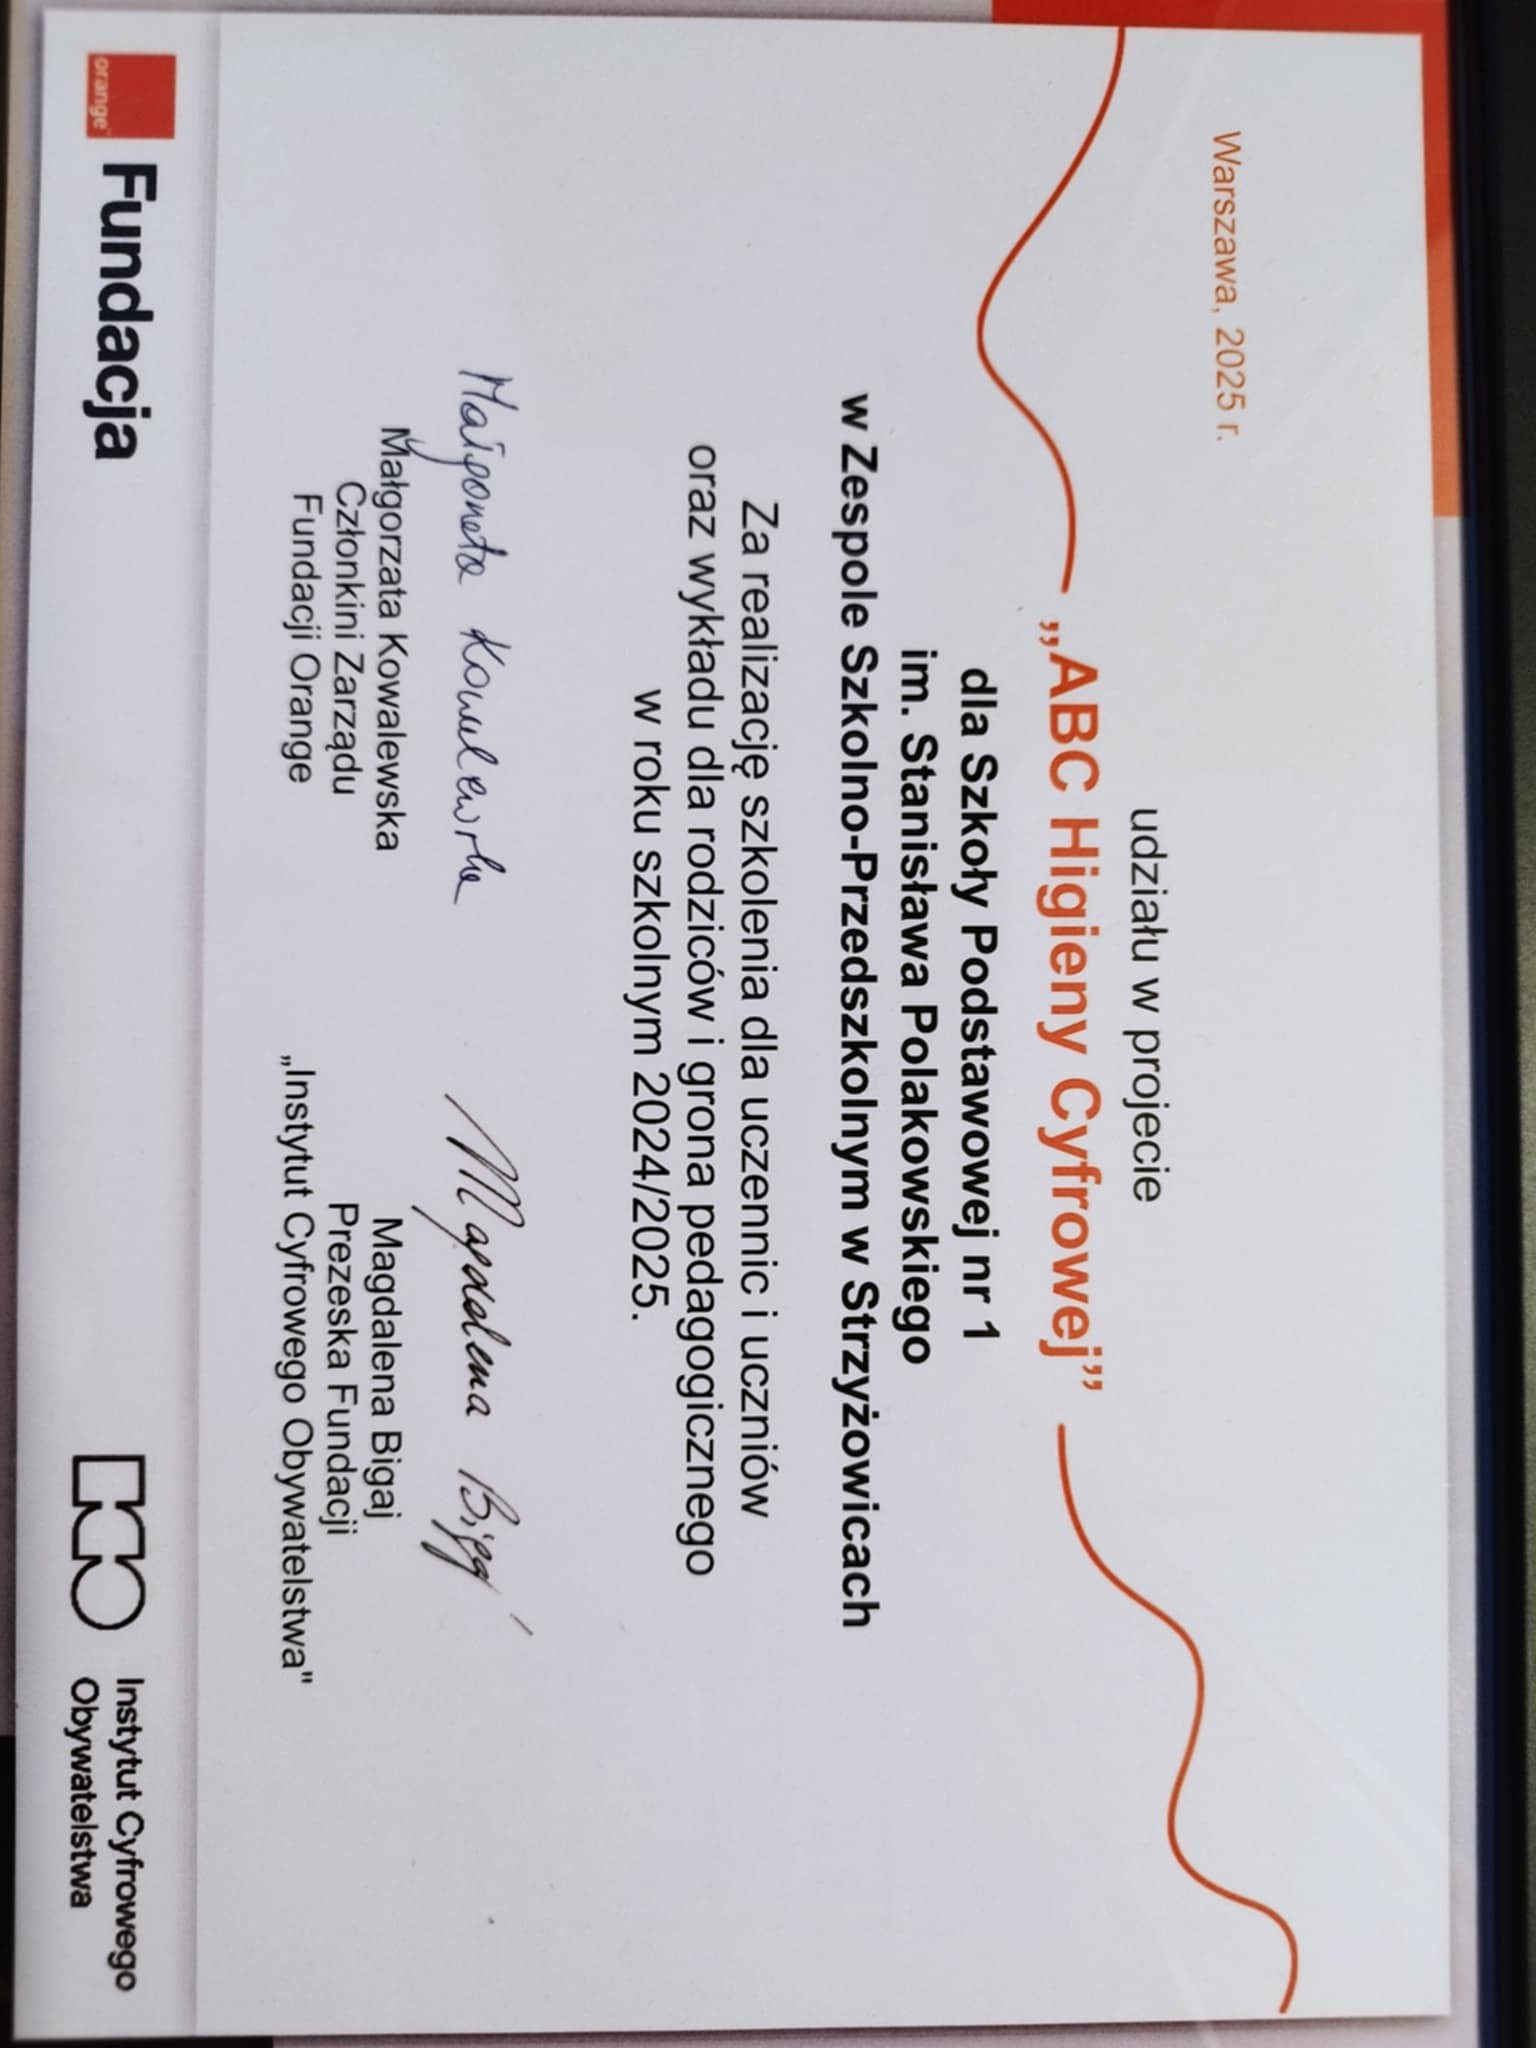 Warszawa, 2025 r.
udziału w projecie
„ABC Higieny Cyfrowej”
dla Szkoły Podstawowej nr 1
im. Stanisława Polakowskiego
w Zespole Szkolno-Przedszkolnym w Strzyżowicach
Za realizację szkolenia dla uczennic i uczniów
oraz wykładu dla rodziców i grona pedagogicznego
w roku szkolnym 2024/2025.
Małgorzata Kowalewska
Małgorzata Kowalewska
Członkini Zarządu
Fundacji Orange
Magdalena Bigaj
Magdalena Bigaj
Prezeska Fundacji
„Instytut Cyfrowego Obywatelstwa"
orange
Fundacja
Instytut Cyfrowego
Obywatelstwa